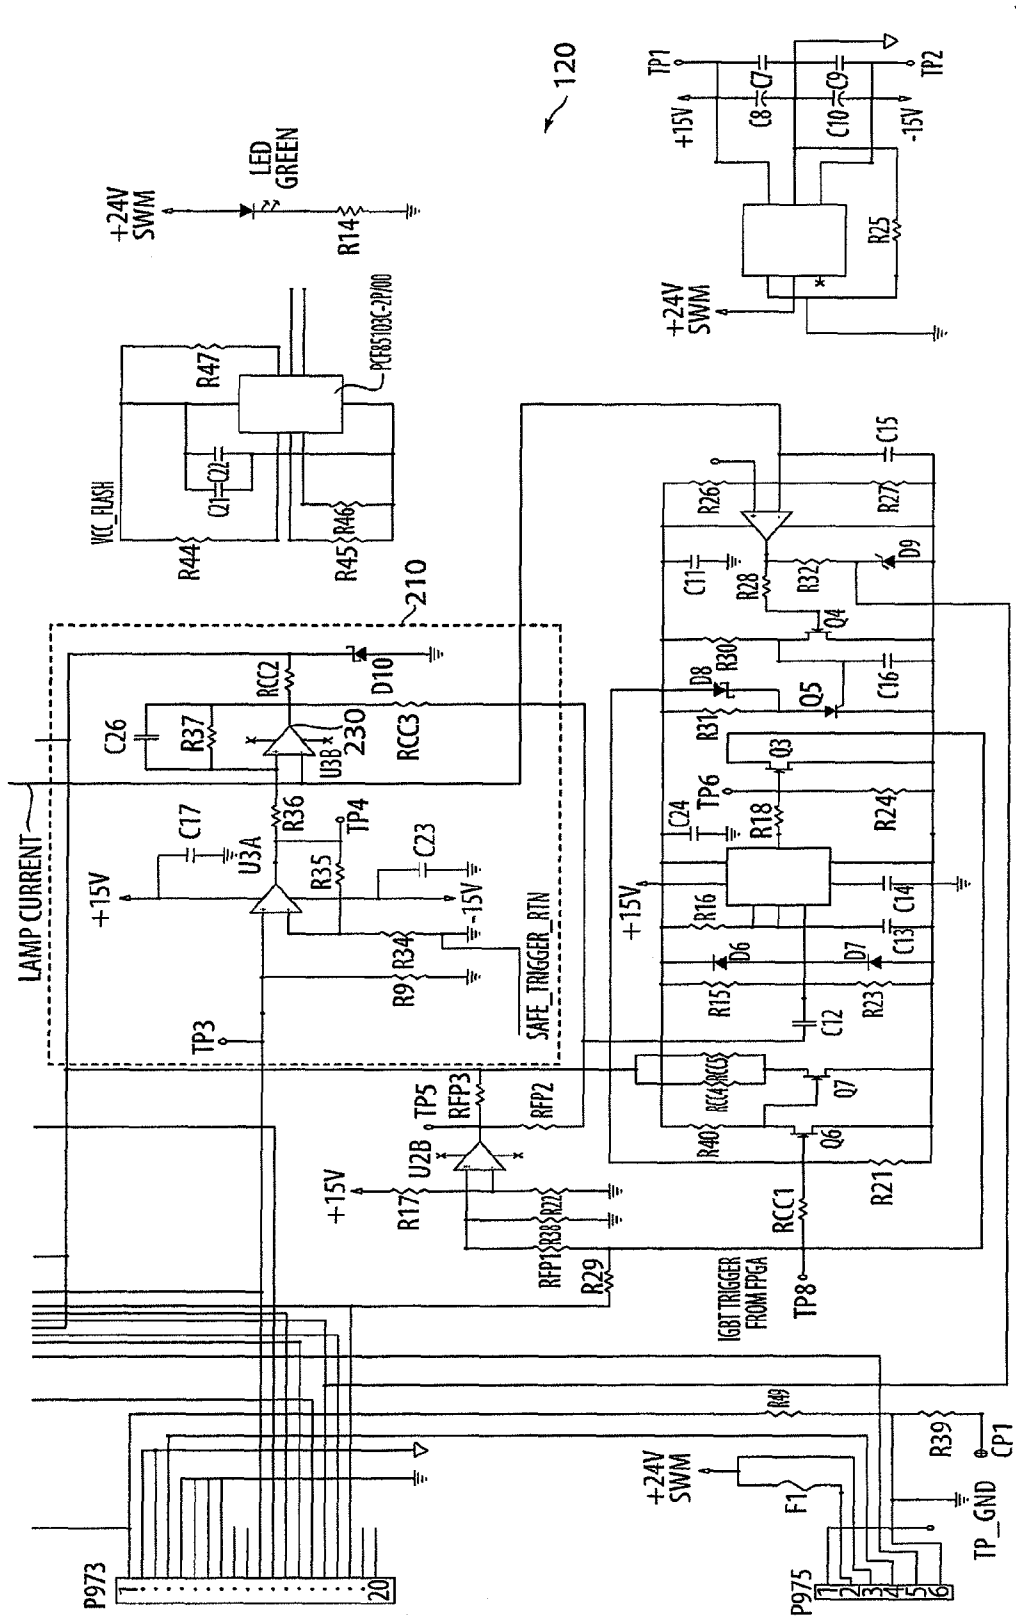 120
+24V
SWM
LED
GREEN
R14
TP1
+15V
C7
C8
C9
C10
TP2
-15V
R25
+24V
SWM
*
VCC_FLASH
R47
C22
C21
R44
R46
R45
PCF85103C-2P/00
210
LAMP CURRENT
C26
R37
RCC2
D10
230
U3B
RCC3
R36
C17
+15V
U3A
TP4
R35
C23
-15V
R34
R9
SAFE_TRIGGER_RTN
TP3
C15
R26
R27
C11
R28
R32
D9
R30
Q4
D8
C16
R31
Q5
Q3
TP6
C24
R18
R24
+15V
R16
C14
C13
D6
D7
R15
R23
C12
RCC4
RCC5
Q7
R40
Q6
R21
RCC1
TP5
RFP3
RFP2
U2B
+15V
R17
R22
R38
RFP1
R29
IGBT TRIGGER
FROM FPGA
TP8
R49
R39
CP1
+24V
SWM
F1
TP_GND
P973
1
20
P975
1
2
3
4
5
6